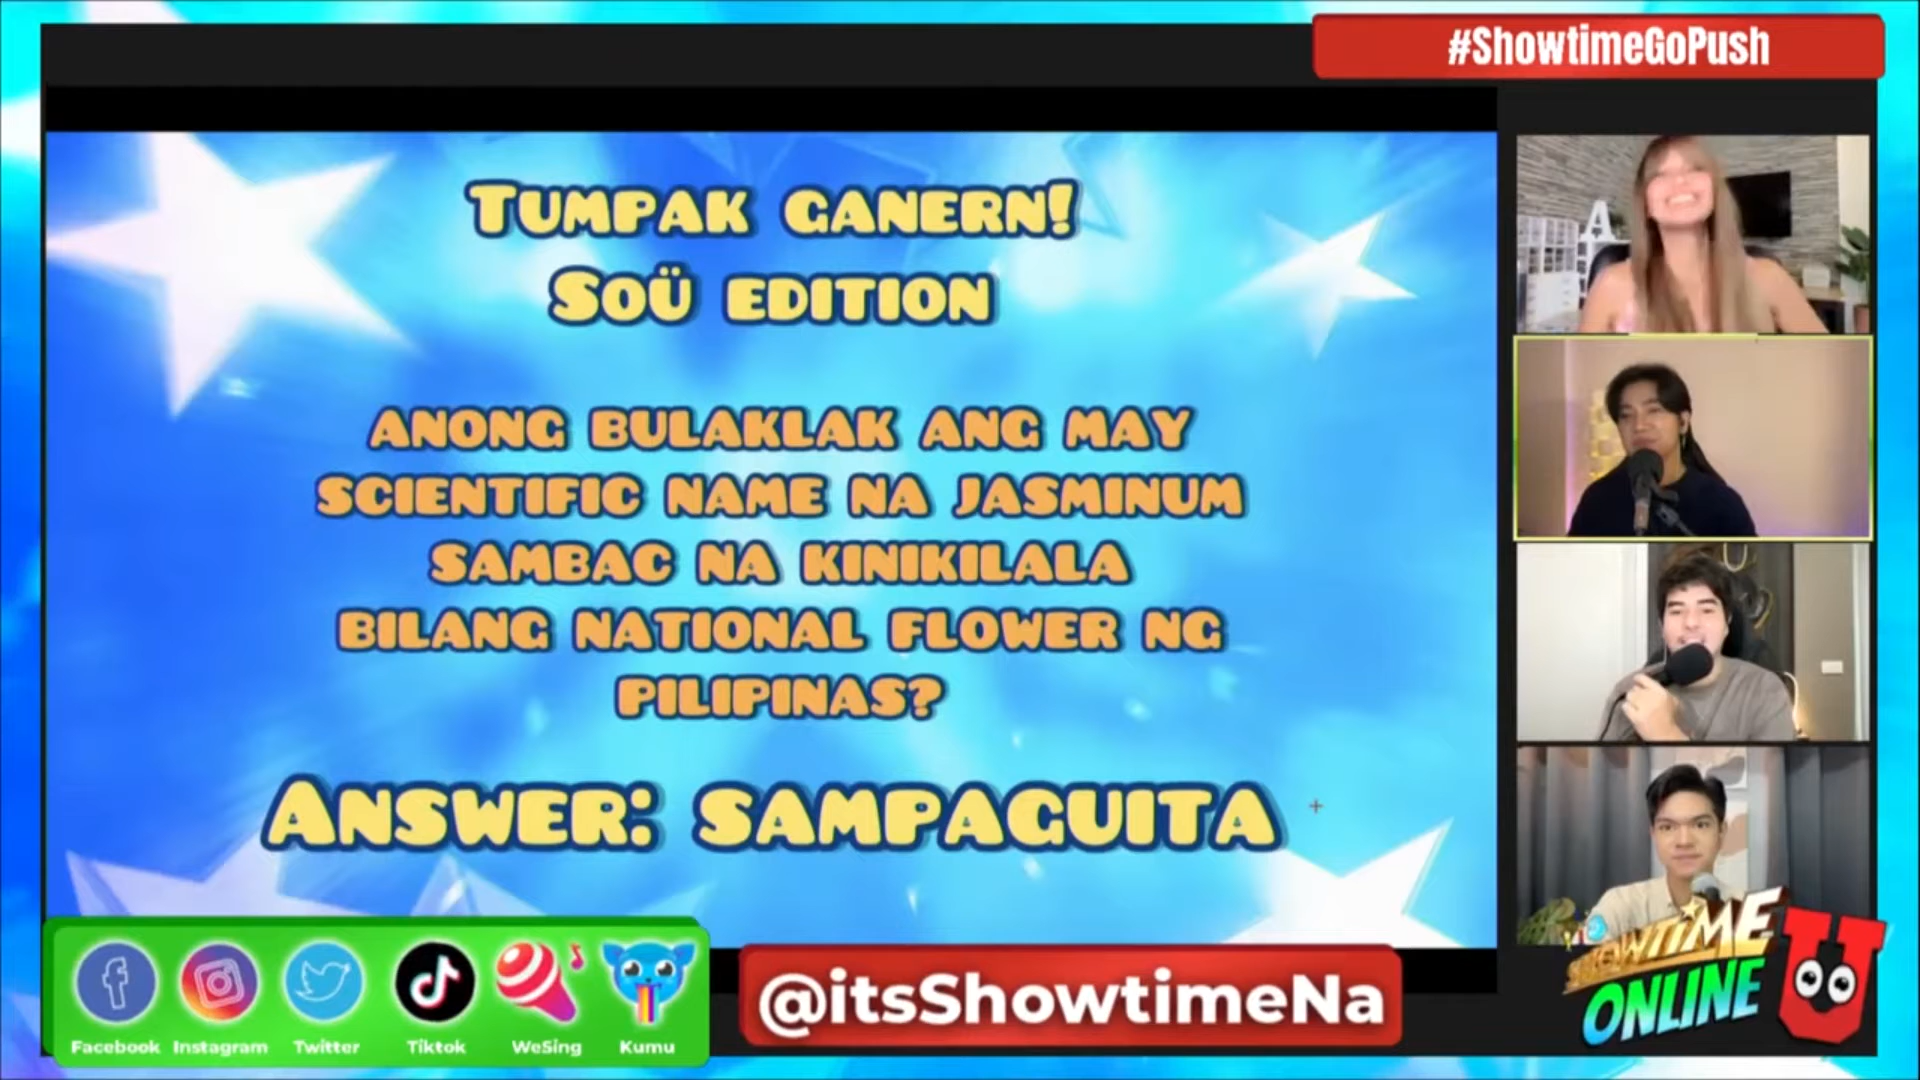 #ShowtimeGoPush
TUMPAK GANERN!
SOÜ EDITION
ANONG BULAKLAK ANG MAY
SCIENTIFIC NAME NA JASMINUM
SAMBAC NA KINIKILALA
BILANG NATIONAL FLOWER NG
PILIPINAS?
ANSWER: SAMPAGUITA
A
Facebook Instagram Twitter Tiktok WeSing Kumu
@itsShowtimeNa
SHOWTIME
ONLINE U